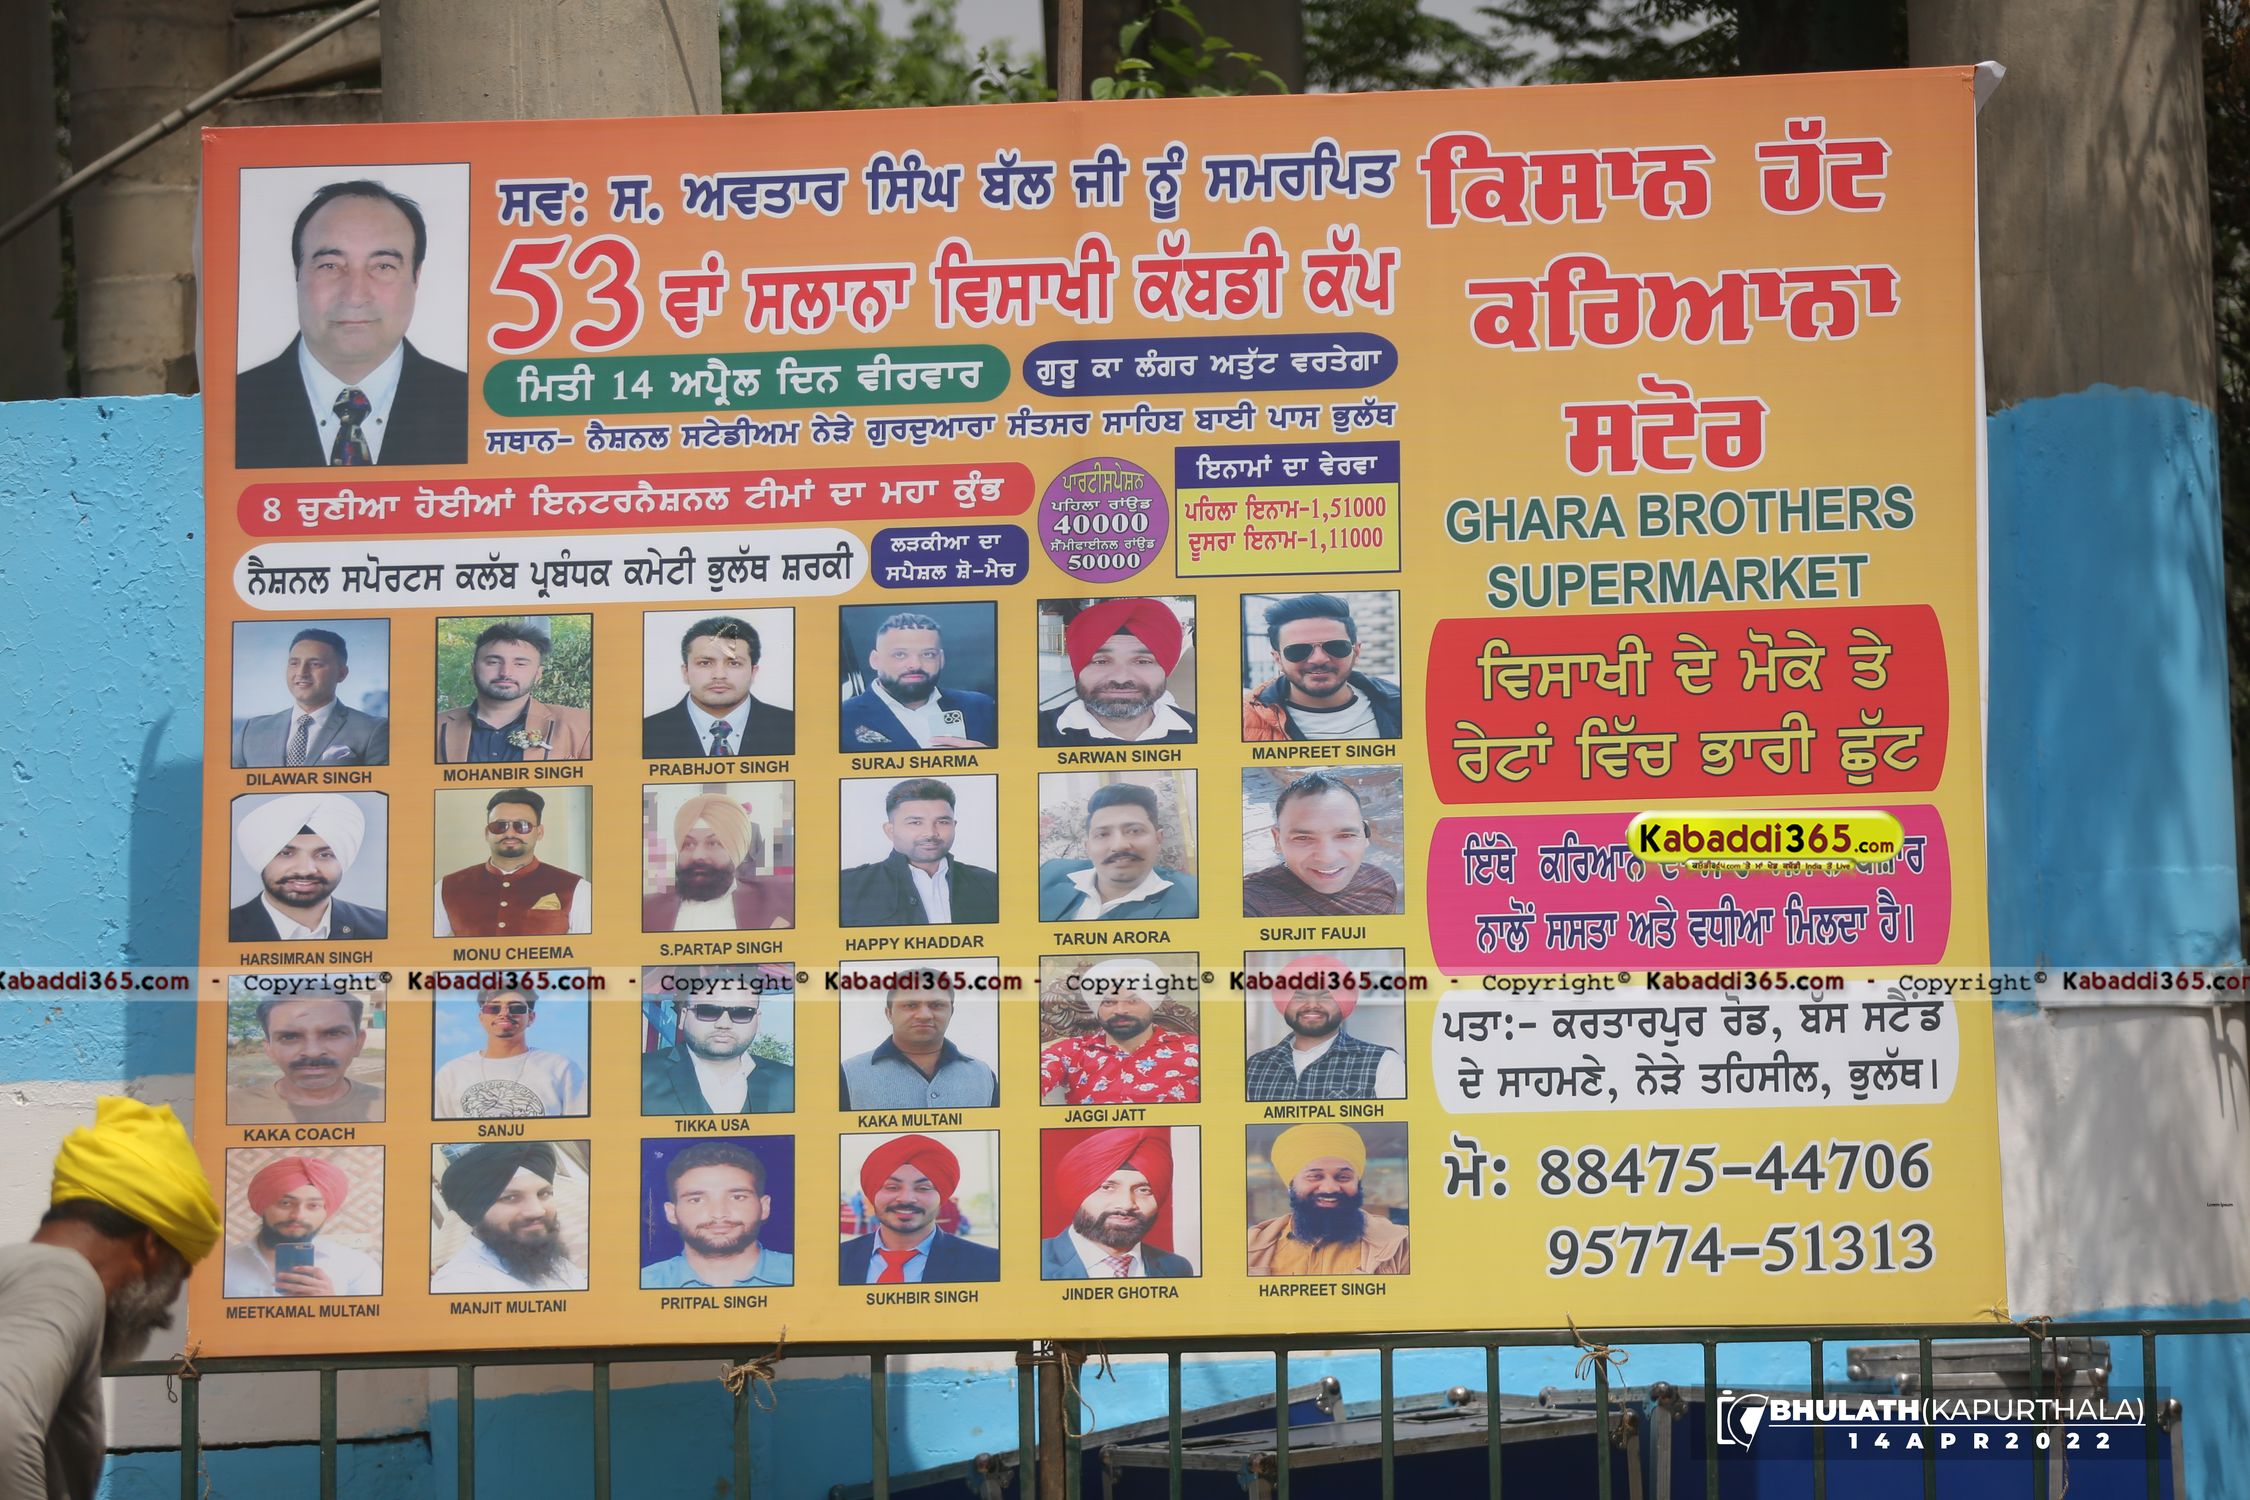 ਸਵ: ਸ. ਅਵਤਾਰ ਸਿੰਘ ਬੱਲ ਜੀ ਨੂੰ ਸਮਰਪਿਤ
53 ਵਾਂ ਸਲਾਨਾ ਵਿਸਾਖੀ ਕੱਬਡੀ ਕੱਪ
ਮਿਤੀ 14 ਅਪ੍ਰੈਲ ਦਿਨ ਵੀਰਵਾਰ
ਗੁਰੂ ਕਾ ਲੰਗਰ ਅਤੁੱਟ ਵਰਤੇਗਾ
ਸਥਾਨ- ਨੈਸ਼ਨਲ ਸਟੇਡੀਅਮ ਨੇੜੇ ਗੁਰਦੁਆਰਾ ਸੰਤਸਰ ਸਾਹਿਬ ਬਾਈ ਪਾਸ ਭੁਲੱਥ
8 ਚੁਣੀਆ ਹੋਈਆਂ ਇਨਟਰਨੈਸ਼ਨਲ ਟੀਮਾਂ ਦਾ ਮਹਾ ਕੁੰਭ
ਪਾਰਟੀਸਪੇਸ਼ਨ
ਪਹਿਲਾ ਰਾਂਉਡ
40000
ਸੈਂਮੀਫਾਈਨਲ ਰਾਂਉਡ
50000
ਇਨਾਮਾਂ ਦਾ ਵੇਰਵਾ
ਪਹਿਲਾ ਇਨਾਮ-1,51000
ਦੂਸਰਾ ਇਨਾਮ-1,11000
ਨੈਸ਼ਨਲ ਸਪੋਰਟਸ ਕਲੱਬ ਪ੍ਰਬੰਧਕ ਕਮੇਟੀ ਭੁਲੱਥ ਸ਼ਰਕੀ
ਲੜਕੀਆ ਦਾ
ਸਪੈਸ਼ਲ ਸ਼ੋ-ਮੈਚ
DILAWAR SINGH MOHANBIR SINGH PRABHJOT SINGH SURAJ SHARMA SARWAN SINGH MANPREET SINGH
HARSIMRAN SINGH MONU CHEEMA S.PARTAP SINGH HAPPY KHADDAR TARUN ARORA SURJIT FAUJI
KAKA COACH SANJU TIKKA USA KAKA MULTANI JAGGI JATT AMRITPAL SINGH
MEETKAMAL MULTANI MANJIT MULTANI PRITPAL SINGH SUKHBIR SINGH JINDER GHOTRA HARPREET SINGH
ਕਿਸਾਨ ਹੱਟ
ਕਰਿਆਨਾ
ਸਟੋਰ
GHARA BROTHERS
SUPERMARKET
ਵਿਸਾਖੀ ਦੇ ਮੋਕੇ ਤੇ
ਰੇਟਾਂ ਵਿੱਚ ਭਾਰੀ ਛੁੱਟ
Kabaddi365.com
ਇੱਥੇ
ਨਾਲੋਂ ਸਸਤਾ ਅਤੇ ਵਧੀਆ ਮਿਲਦਾ ਹੈ।
Kabaddi365.com - Copyright© Kabaddi365.com - Copyright© Kabaddi365.com - Copyright© Kabaddi365.com - Copyright© Kabaddi365.com - Copyright© Kabaddi365.com
ਪਤਾ:- ਕਰਤਾਰਪੁਰ ਰੋਡ, ਬੱਸ ਸਟੈਂਡ
ਦੇ ਸਾਹਮਣੇ, ਨੇੜੇ ਤਹਿਸੀਲ, ਭੁਲੱਥ।
ਮੋ: 88475-44706
95774-51313
Lorem Ipsum
BHULATH(KAPURTHALA)
14APR2022